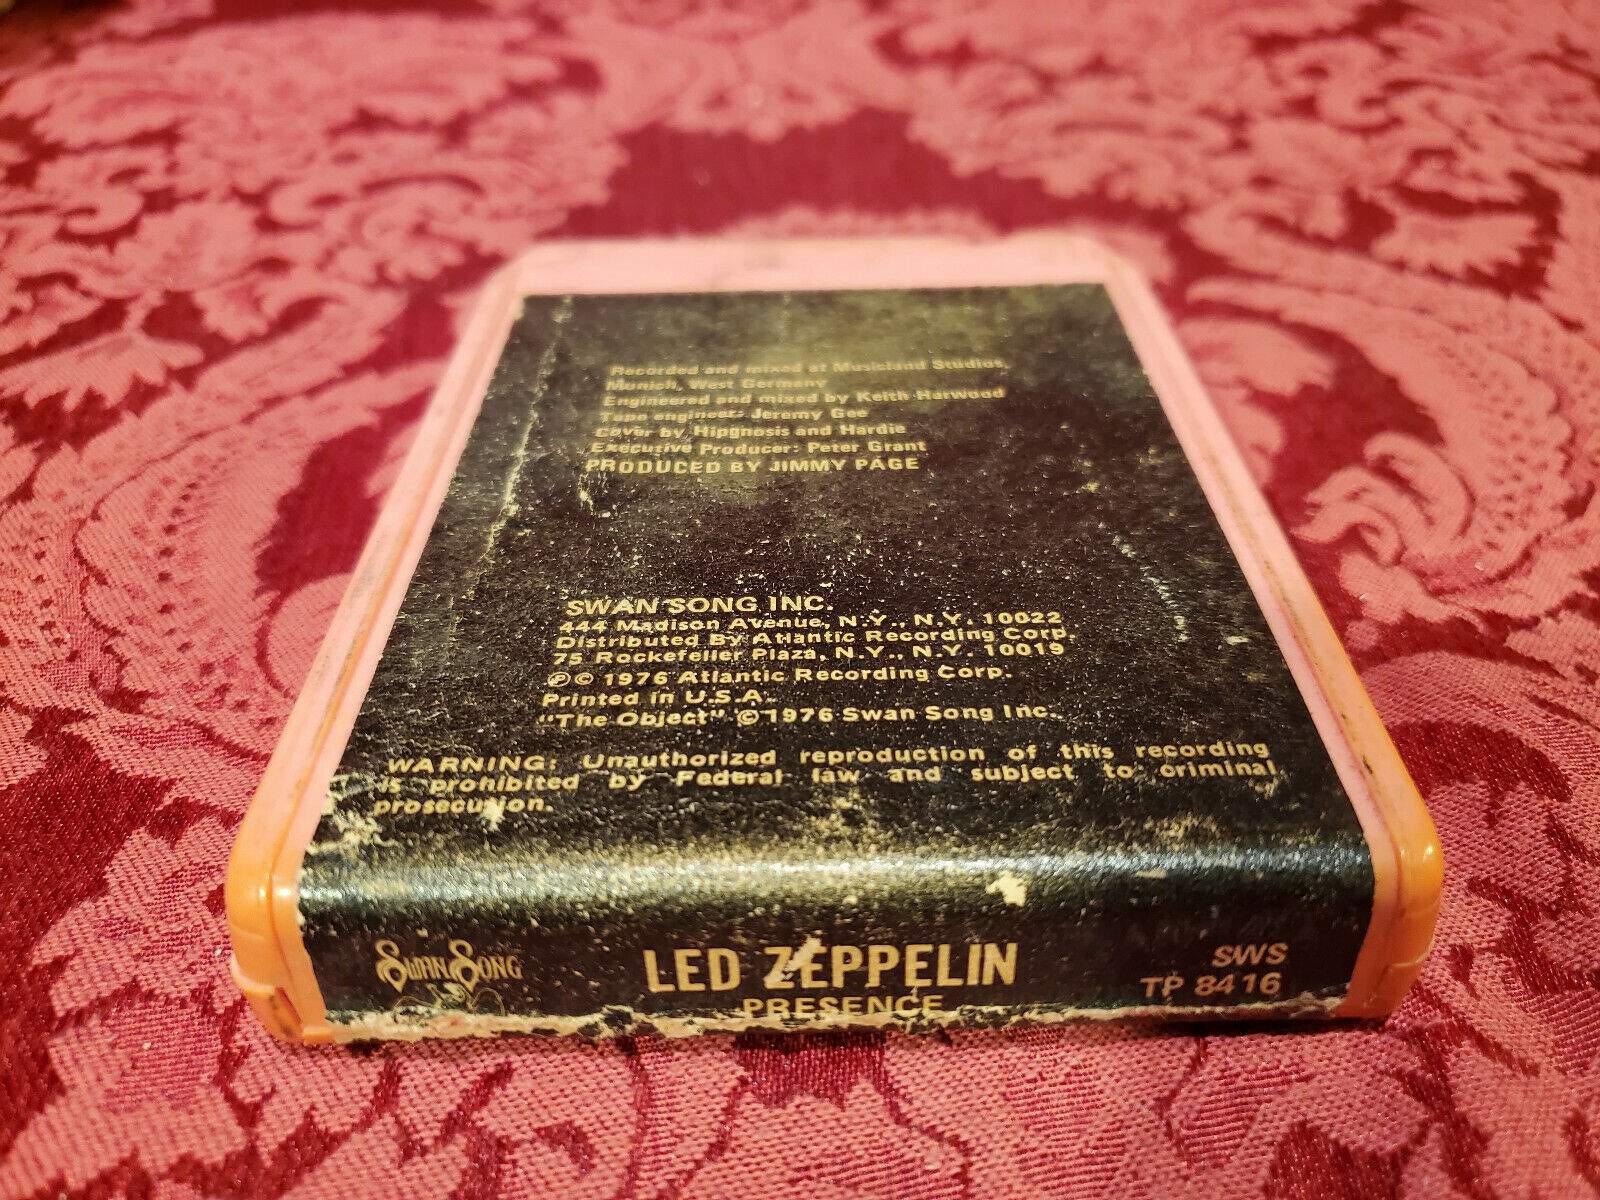 Recorded and mixed at Musicland Studios,
Munich, West Germany
Engineered and mixed by Keith Harwood
Tape engineer: Jeremy Gee
Cover by Hipgnosis and Hardie
Executive Producer: Peter Grant
PRODUCED BY JIMMY PAGE
SWAN SONG INC.
444 Madison Avenue, N.Y., N.Y. 10022
Distributed By Atlantic Recording Corp.
75 Rockefeller Plaza, N.Y., N.Y. 10019
℗© 1976 Atlantic Recording Corp.
Printed in U.S.A.
"The Object" © 1976 Swan Song Inc.
WARNING: Unauthorized reproduction of this recording
is prohibited by Federal law and subject to criminal
prosecution.
SWAN SONG
LED ZEPPELIN
PRESENCE
SWS
TP 8416